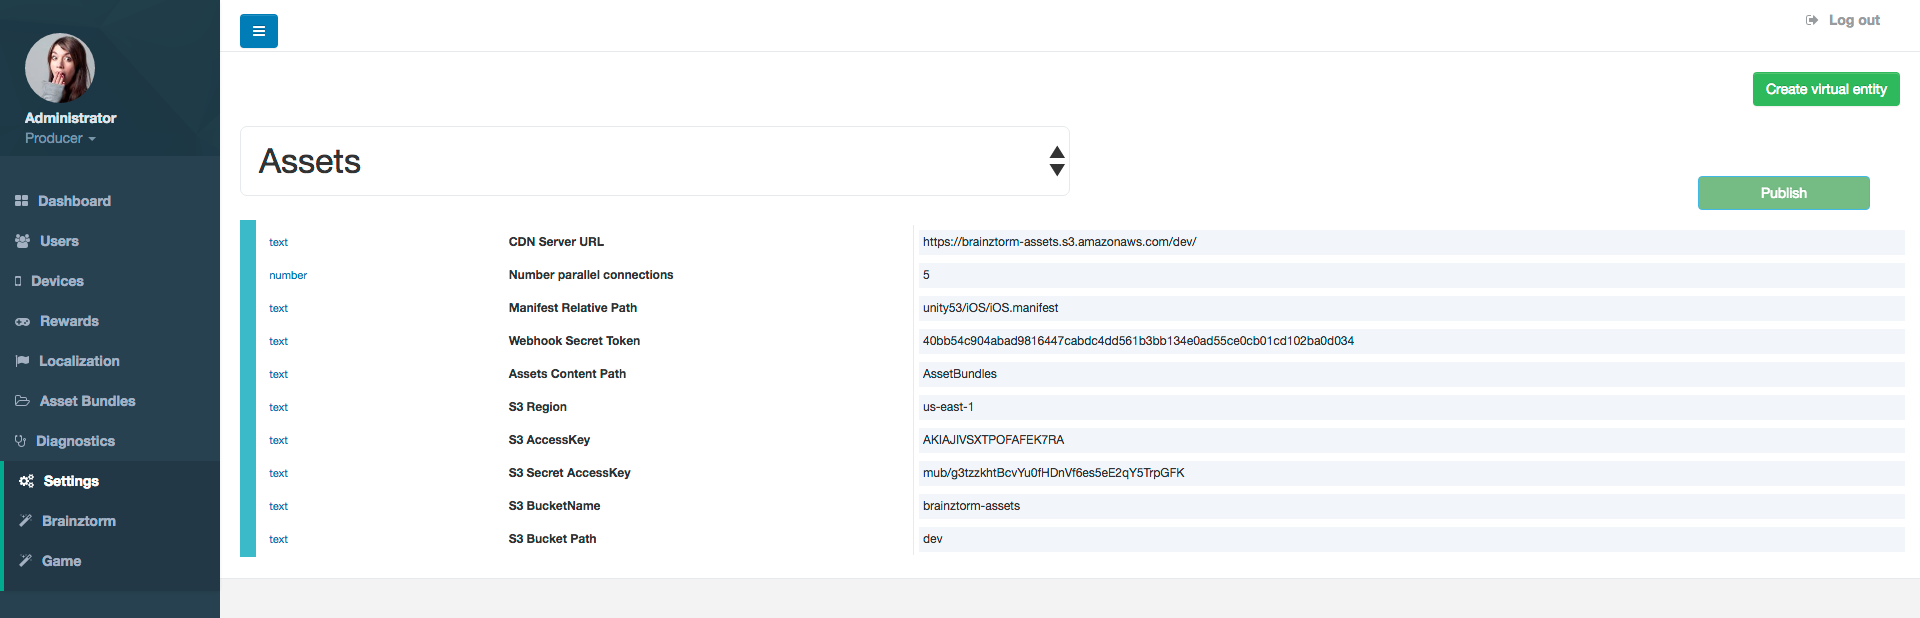 Log out
Administrator
Producer
Create virtual entity
Assets
Publish
Dashboard
Users
Devices
Rewards
Localization
Asset Bundles
Diagnostics
Settings
Brainztorm
Game
text CDN Server URL https://brainztorm-assets.s3.amazonaws.com/dev/
number Number parallel connections 5
text Manifest Relative Path unity53/iOS/iOS.manifest
text Webhook Secret Token 40bb54c904abad9816447cabdc4dd561b3bb134e0ad55ce0cb01cd102ba0d034
text Assets Content Path AssetBundles
text S3 Region us-east-1
text S3 AccessKey AKIAJIVSXTPOFAFEK7RA
text S3 Secret AccessKey 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
text S3 BucketName brainztorm-assets
text S3 Bucket Path dev